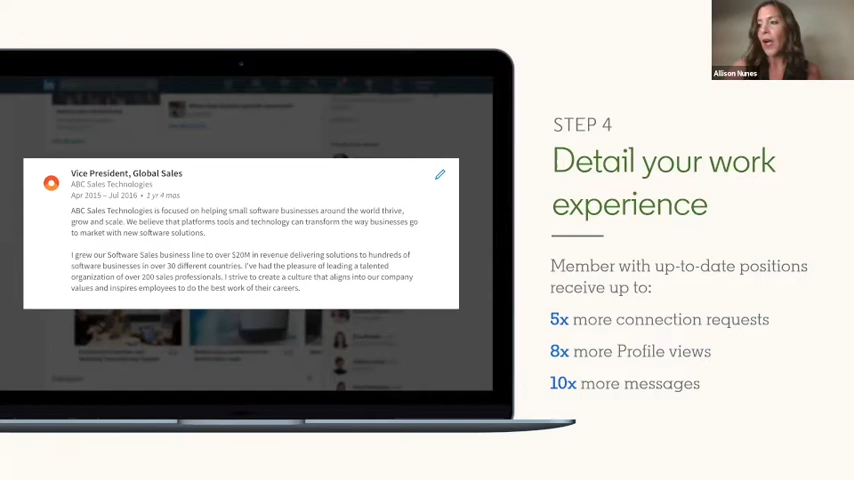 Allison Nunes
STEP 4
Detail your work
experience
Member with up-to-date positions
receive up to:
5x more connection requests
8x more Profile views
10x more messages
Vice President, Global Sales
ABC Sales Technologies
Apr 2015 – Jul 2016 • 1 yr 4 mos
ABC Sales Technologies is focused on helping small software businesses around the world thrive,
grow and scale. We believe that platforms tools and technology can transform the way businesses go
to market with new software solutions.
I grew our Software Sales business line to over $20M in revenue delivering solutions to hundreds of
software businesses in over 30 different countries. I've had the pleasure of leading a talented
organization of over 200 sales professionals. I strive to create a culture that aligns into our company
values and inspires employees to do the best work of their careers.
in